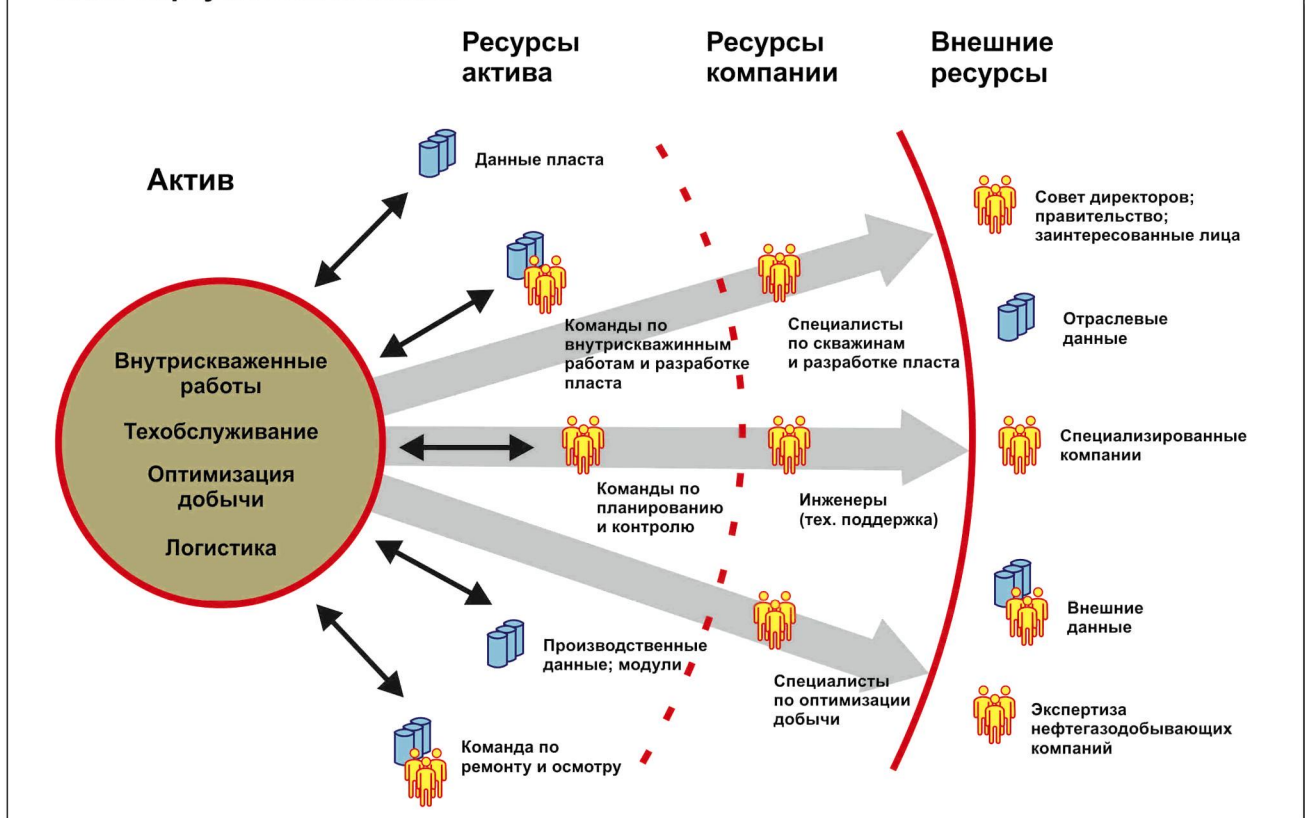 Ресурсы
актива
Ресурсы
компании
Внешние
ресурсы
Актив
Данные пласта
Совет директоров;
правительство;
заинтересованные лица
Внутрискваженные
работы
Техобслуживание
Оптимизация
добычи
Логистика
Команды по
внутрискважинным
работам и разработке
пласта
Специалисты
по скважинам
и разработке пласта
Отраслевые
данные
Команды по
планированию
и контролю
Инженеры
(тех. поддержка)
Специализированные
компании
Производственные
данные; модули
Специалисты
по оптимизации
добычи
Внешние
данные
Команда по
ремонту и осмотру
Экспертиза
нефтегазодобывающих
компаний